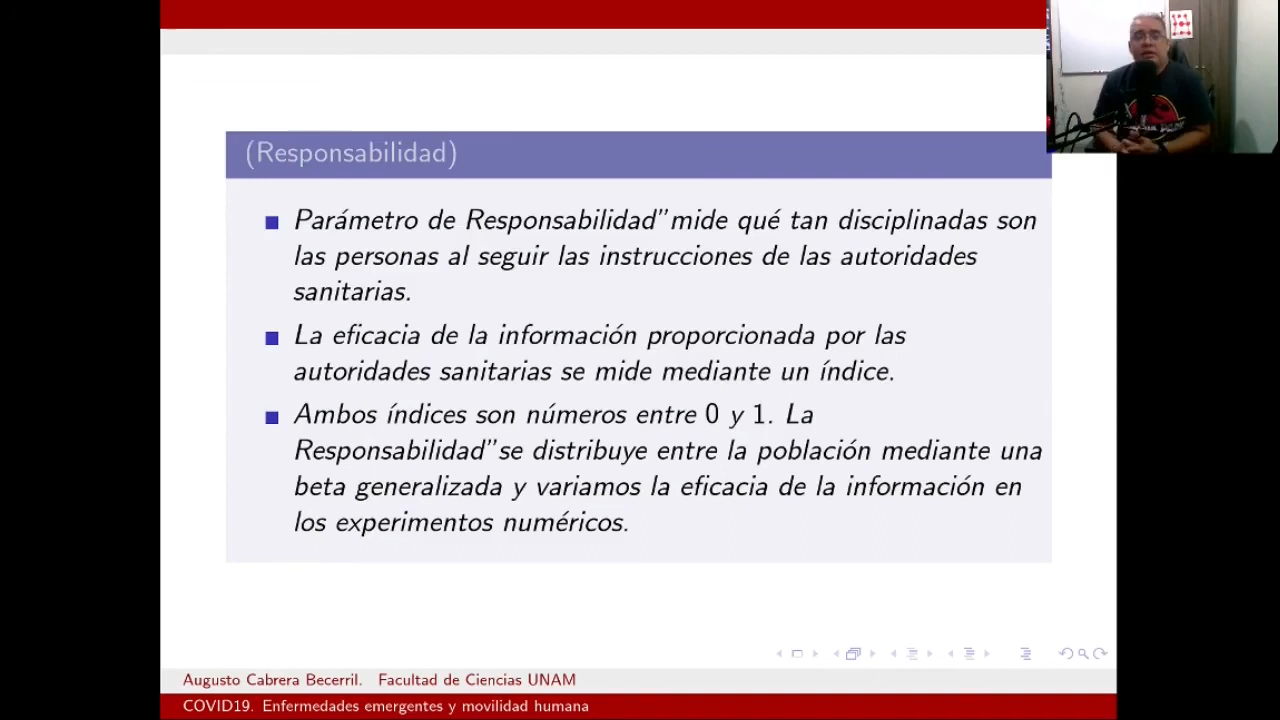 (Responsabilidad)
Parámetro de Responsabilidad"mide qué tan disciplinadas son
las personas al seguir las instrucciones de las autoridades
sanitarias.
La eficacia de la información proporcionada por las
autoridades sanitarias se mide mediante un índice.
Ambos índices son números entre 0 y 1. La
Responsabilidad"se distribuye entre la población mediante una
beta generalizada y variamos la eficacia de la información en
los experimentos numéricos.
Augusto Cabrera Becerril. Facultad de Ciencias UNAM
COVID19. Enfermedades emergentes y movilidad humana